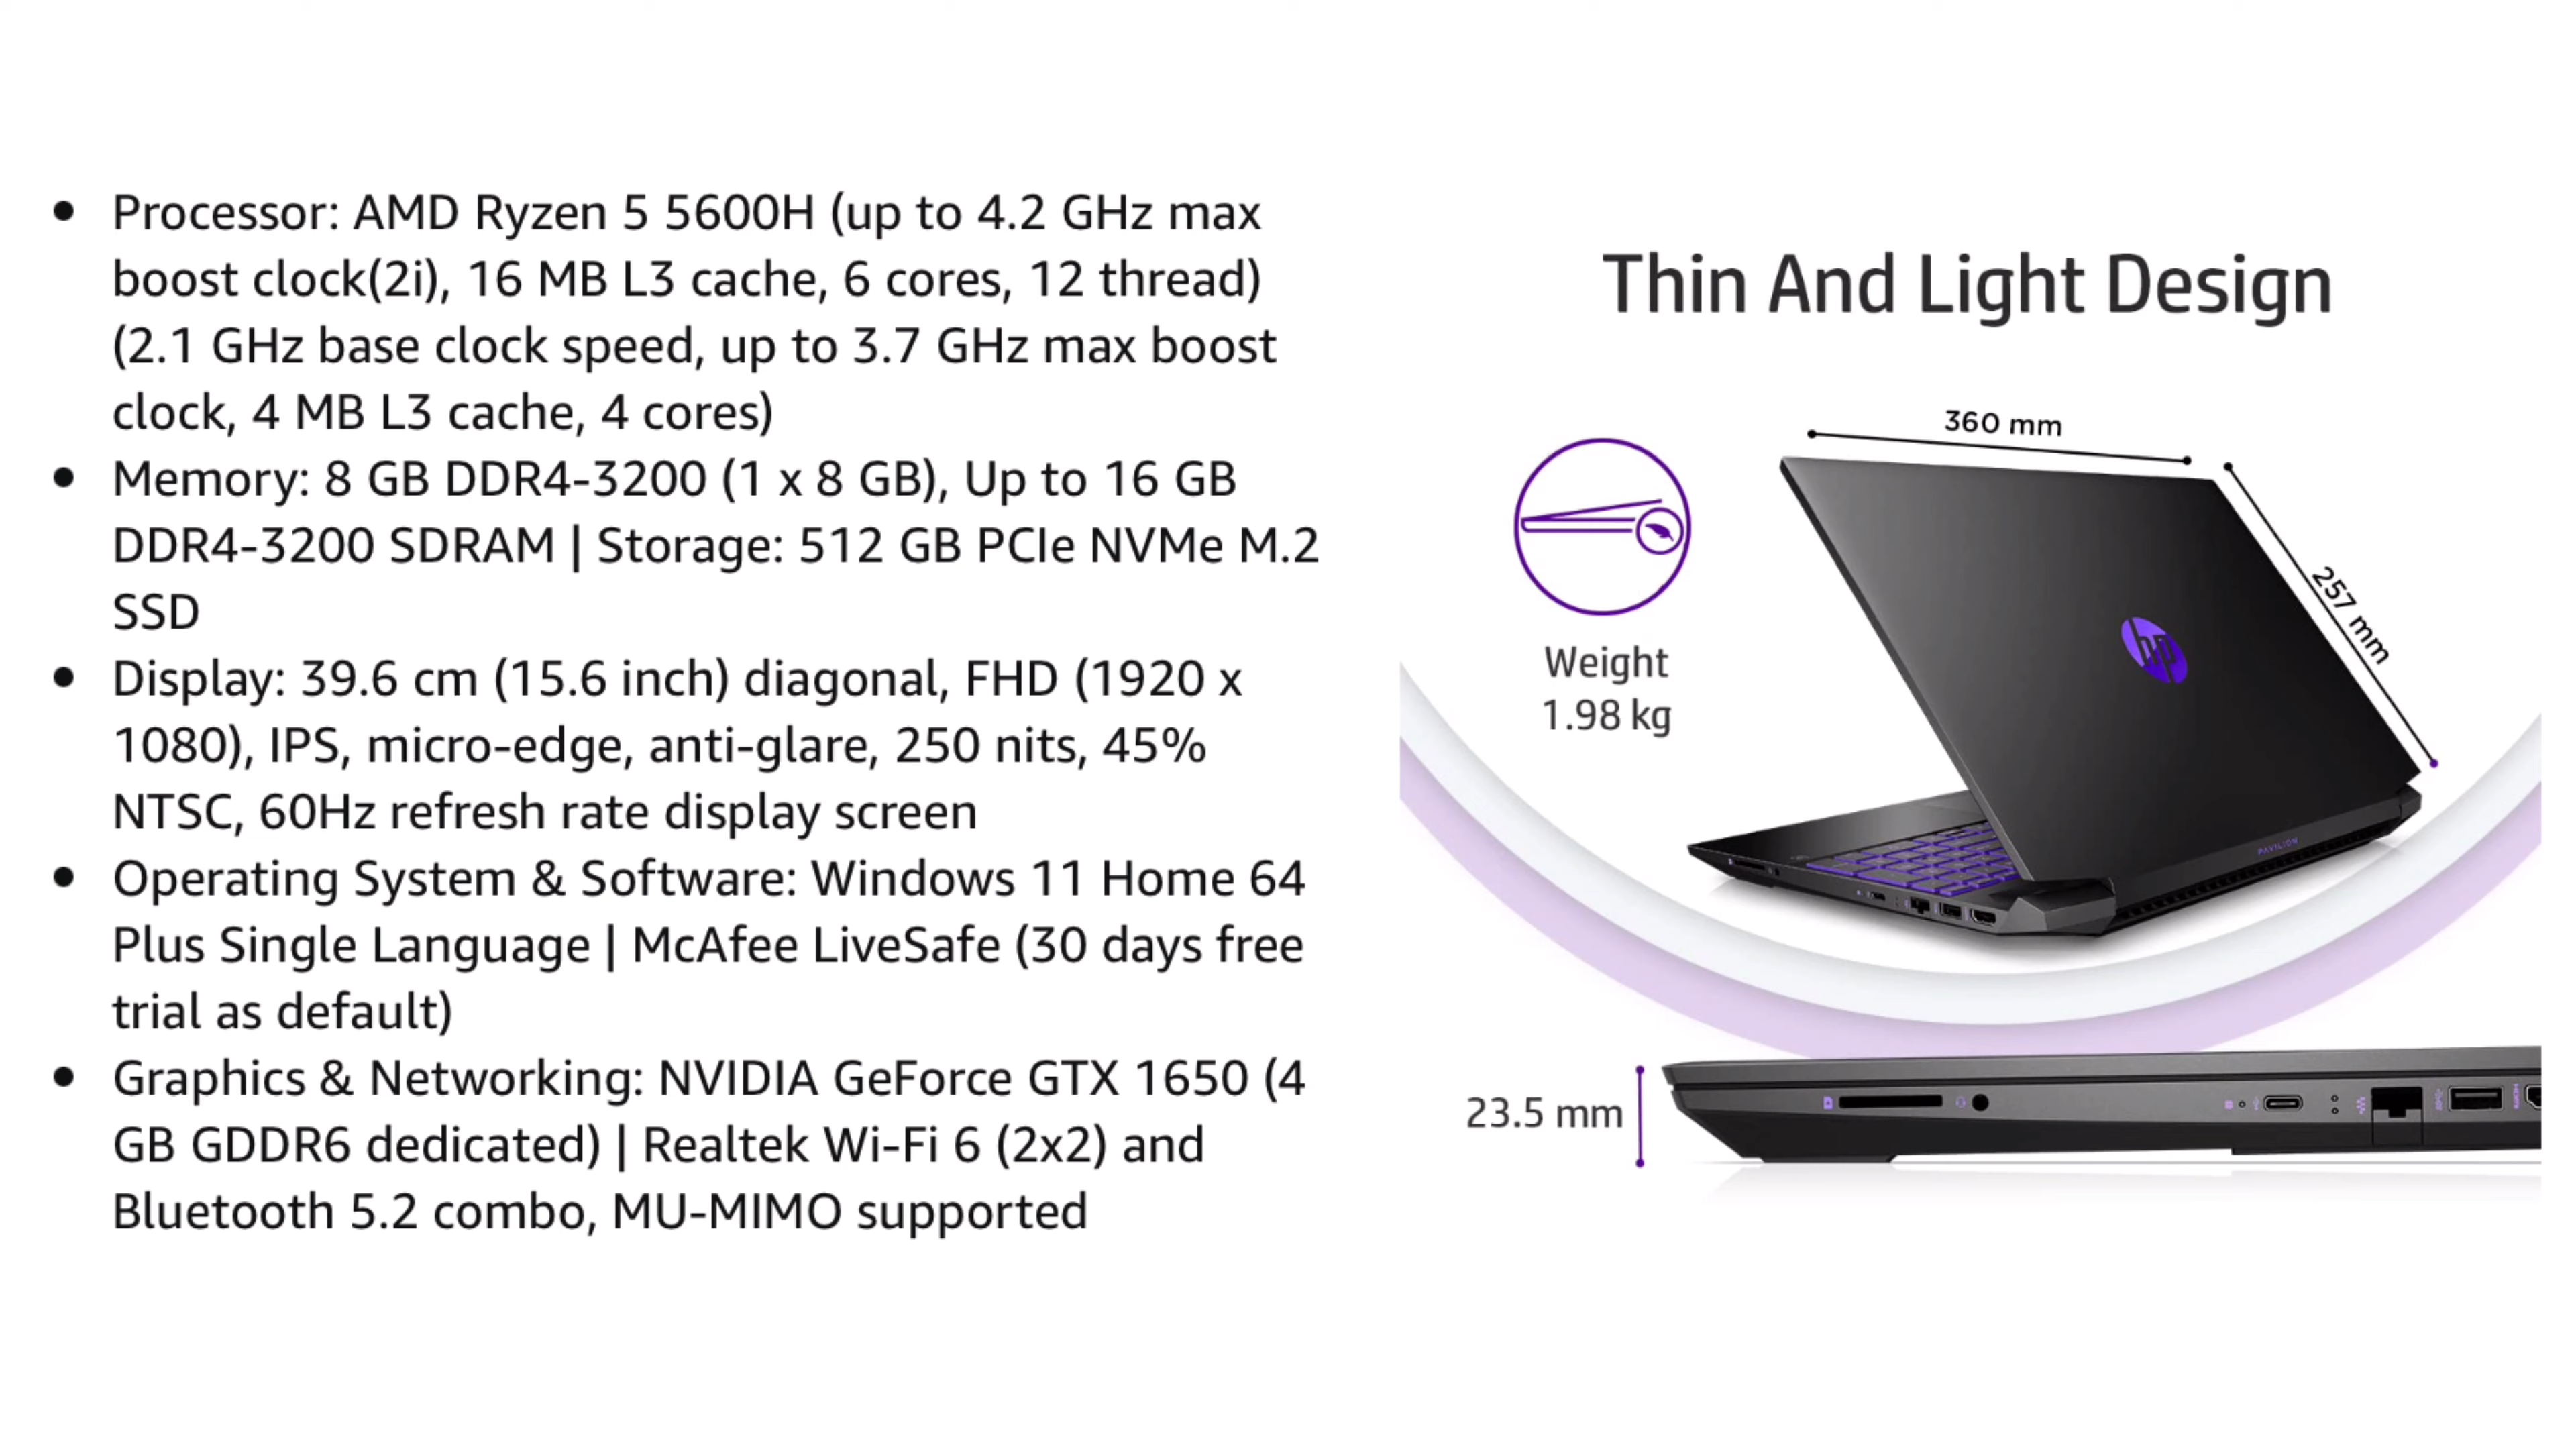 • Processor: AMD Ryzen 5 5600H (up to 4.2 GHz max
boost clock(2i), 16 MB L3 cache, 6 cores, 12 thread)
(2.1 GHz base clock speed, up to 3.7 GHz max boost
clock, 4 MB L3 cache, 4 cores)
• Memory: 8 GB DDR4-3200 (1 x 8 GB), Up to 16 GB
DDR4-3200 SDRAM | Storage: 512 GB PCIe NVMe M.2
SSD
• Display: 39.6 cm (15.6 inch) diagonal, FHD (1920 x
1080), IPS, micro-edge, anti-glare, 250 nits, 45%
NTSC, 60Hz refresh rate display screen
• Operating System & Software: Windows 11 Home 64
Plus Single Language | McAfee LiveSafe (30 days free
trial as default)
• Graphics & Networking: NVIDIA GeForce GTX 1650 (4
GB GDDR6 dedicated) | Realtek Wi-Fi 6 (2x2) and
Bluetooth 5.2 combo, MU-MIMO supported
Thin And Light Design
360 mm
257 mm
Weight
1.98 kg
hp
PAVILION
23.5 mm
HDMI